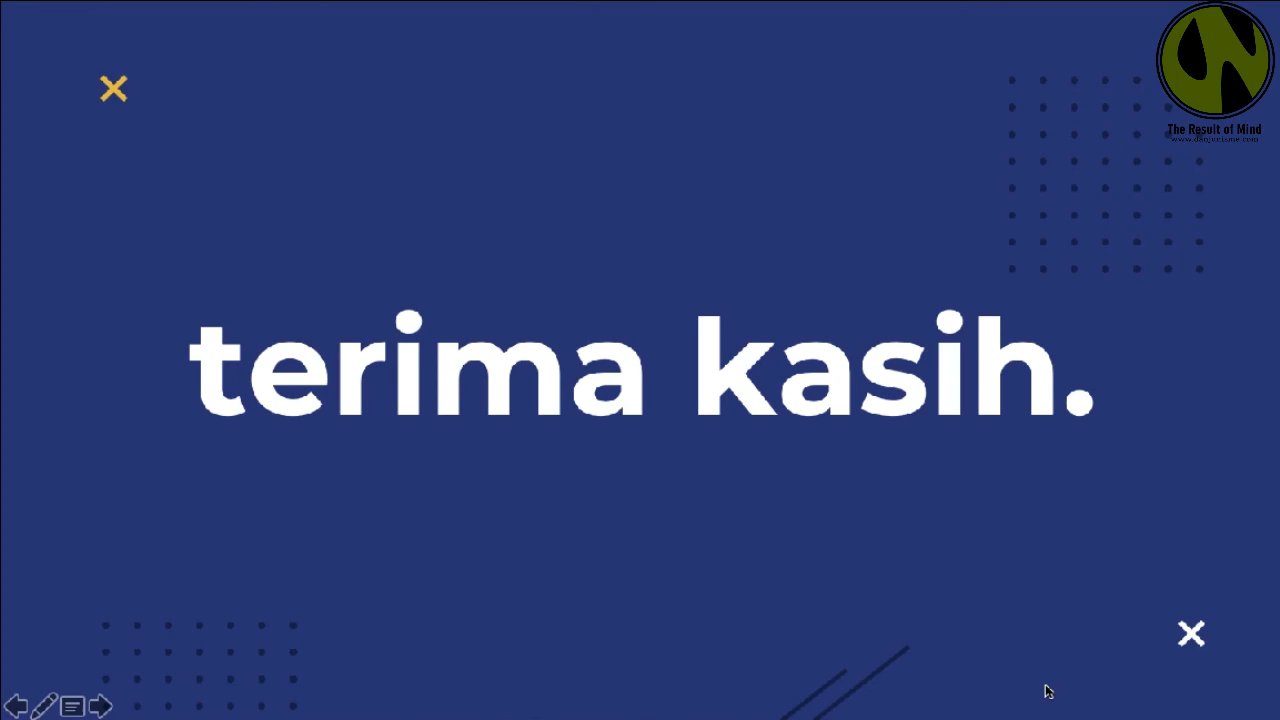 The Result of Mind
terima kasih.